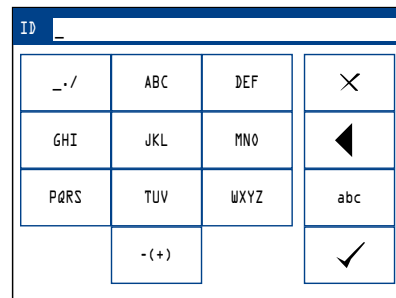 ID _
_./ ABC DEF
GHI JKL MNO
PQRS TUV WXYZ abc
-(+)